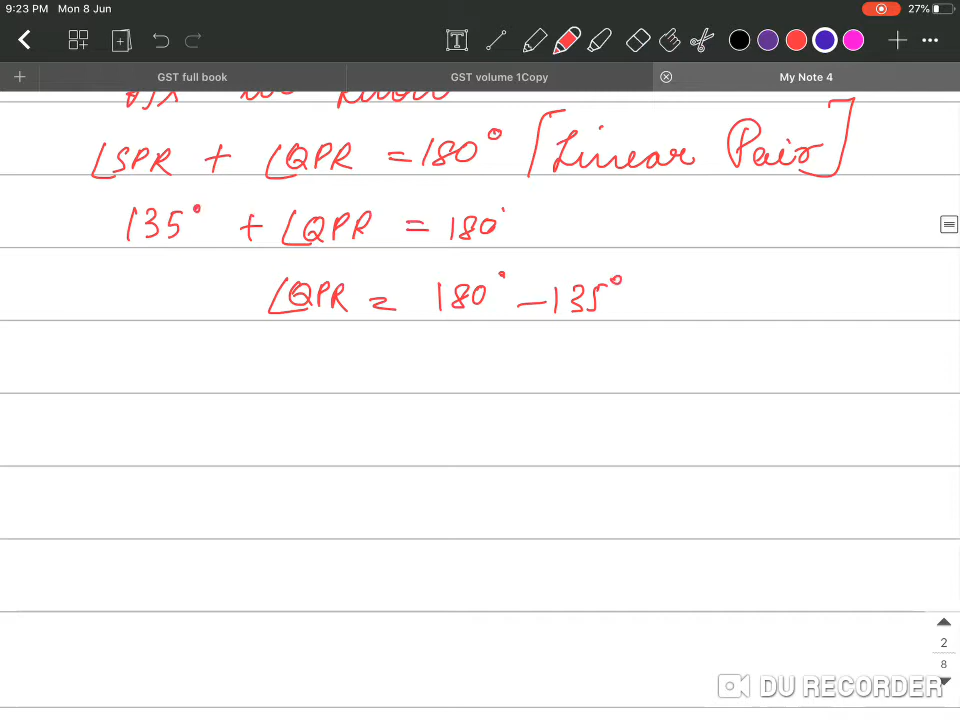 9:23 PM Mon 8 Jun 27%
GST full book GST volume 1Copy My Note 4
∠SPR + ∠QPR = 180° [Linear Pair]
135° + ∠QPR = 180°
∠QPR = 180° - 135°
2
8
DU RECORDER